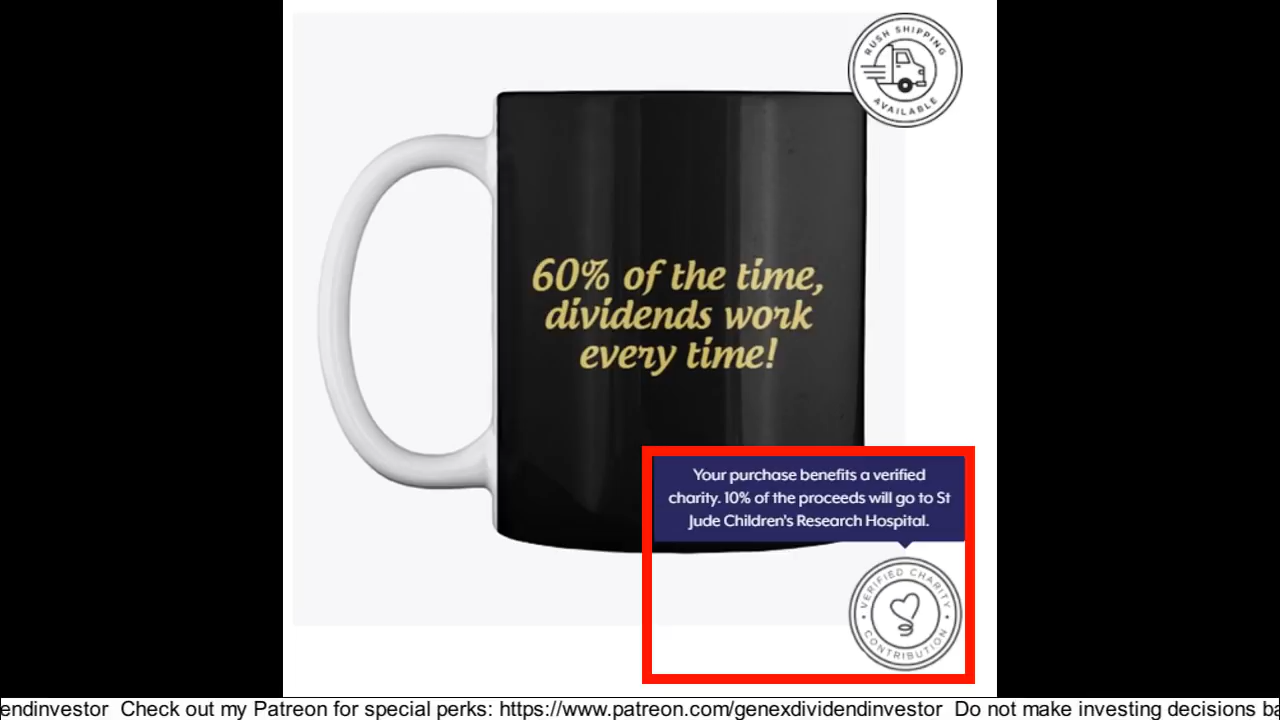 RUSH SHIPPING
AVAILABLE
60% of the time,
dividends work
every time!
Your purchase benefits a verified
charity. 10% of the proceeds will go to St
Jude Children's Research Hospital.
VERIFIED CHARITY
CONTRIBUTION
endinvestor  Check out my Patreon for special perks: https://www.patreon.com/genexdividendinvestor  Do not make investing decisions ba